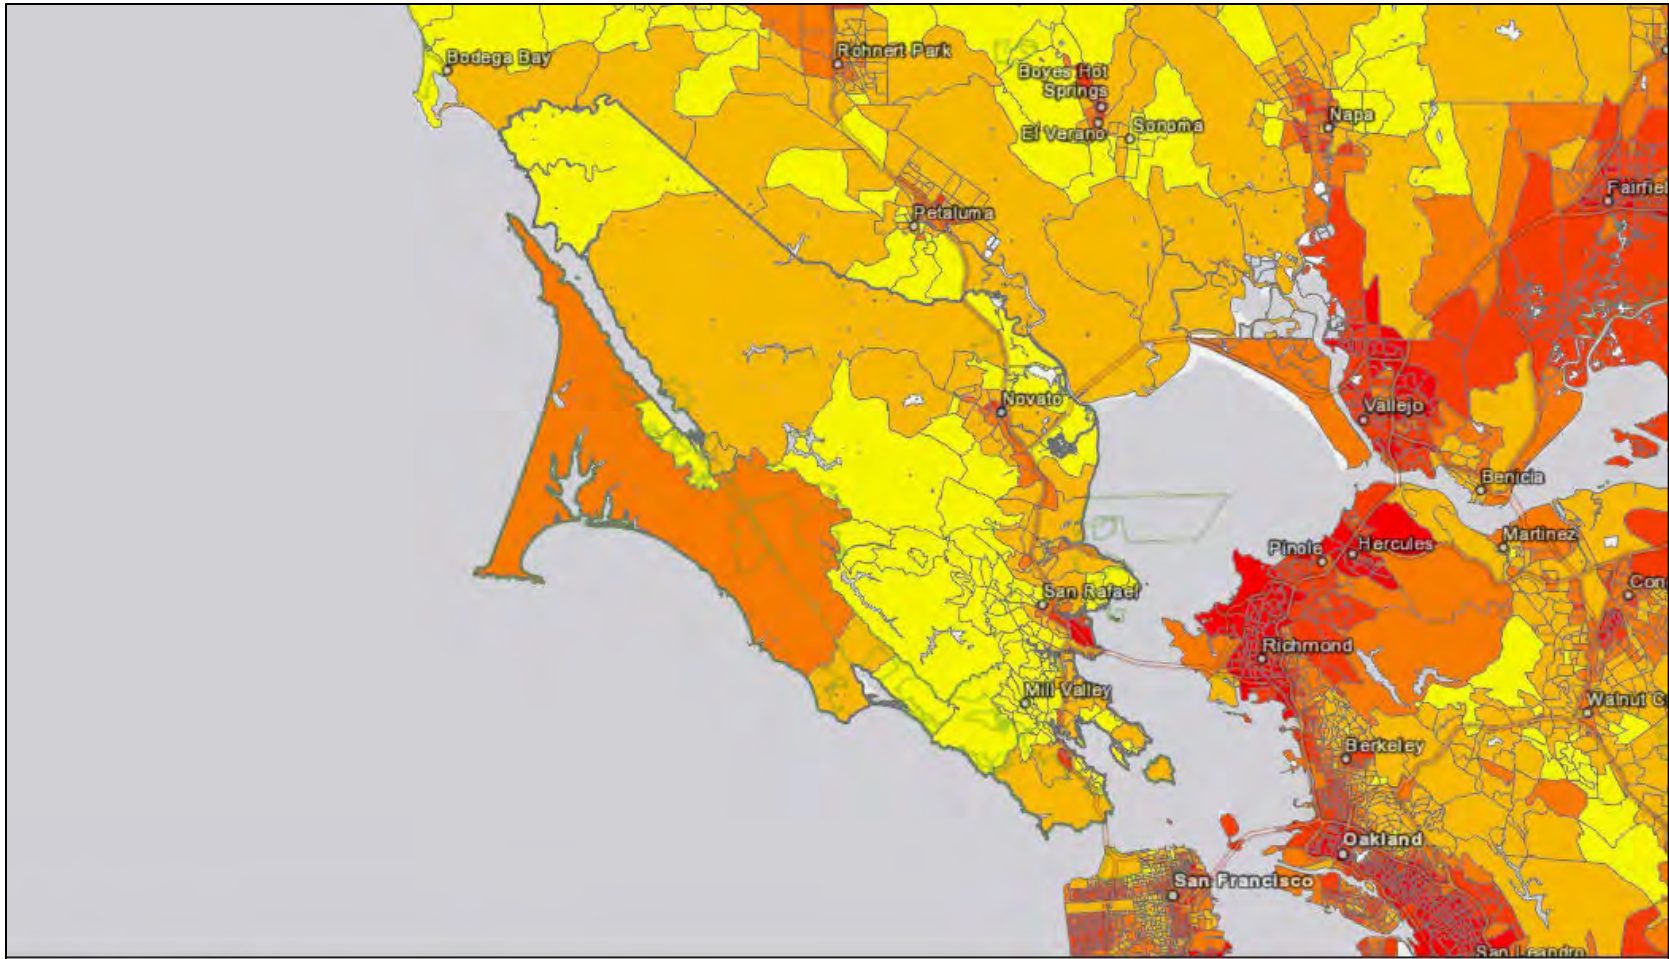 Bodega Bay
Rohnert Park
Boyes Hot
Springs
El Verano
Sonoma
Napa
Fairfiel
Petaluma
Novato
Vallejo
Benicia
Martinez
Pinole
Hercules
Con
San Rafael
Richmond
Mill Valley
Walnut C
Berkeley
Oakland
San Francisco
San Leandro